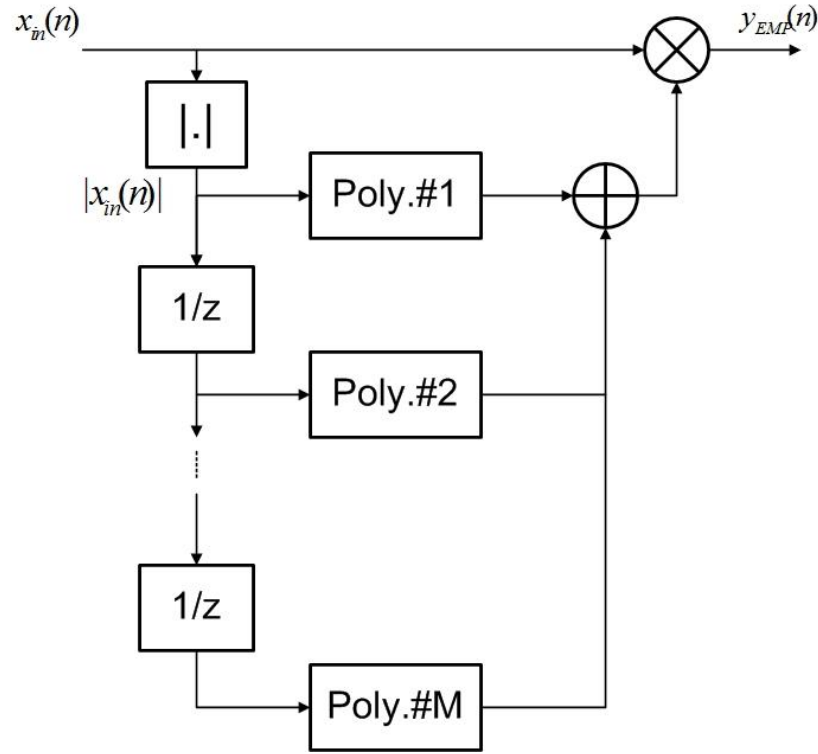 x_in(n)
y_EMP(n)
|.|
|x_in(n)|
Poly.#1
1/z
Poly.#2
1/z
Poly.#M